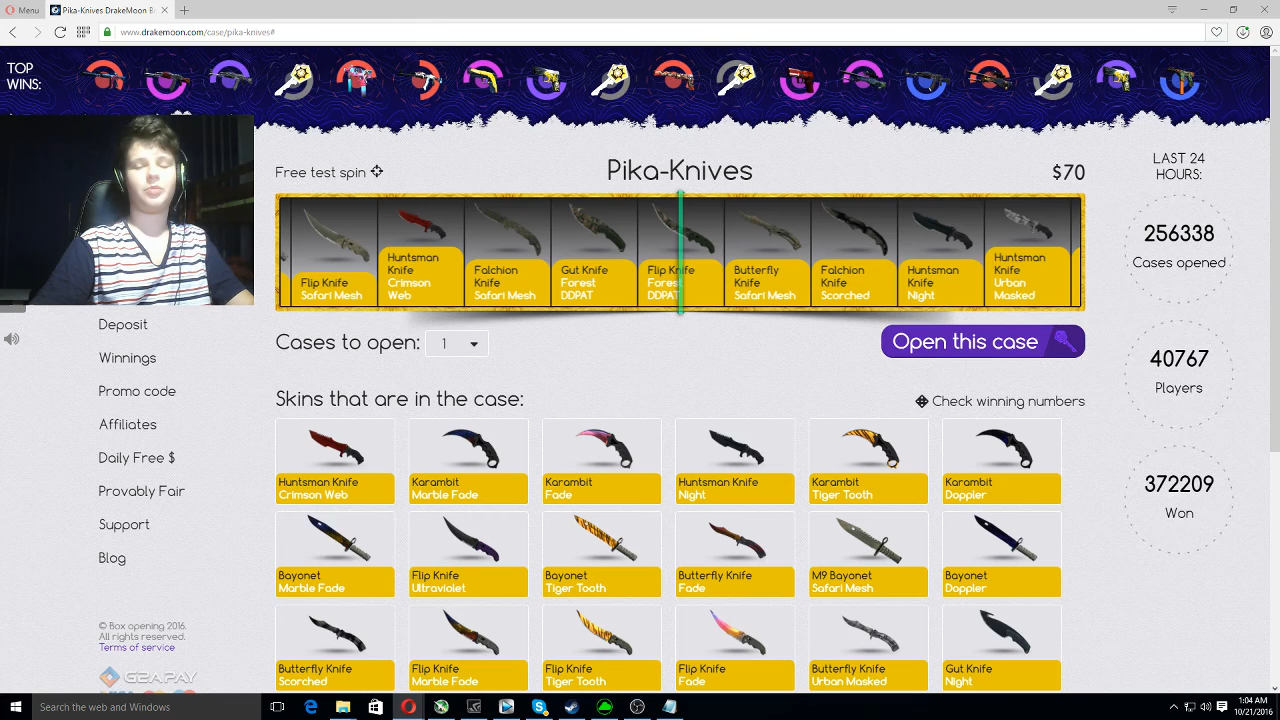 Menu
Pika-Knives DrakeMoon B
www.drakemoon.com/case/pika-knives#
TOP
WINS:
Free test spin
Pika-Knives
$70
Flip Knife
Safari Mesh
Huntsman
Knife
Crimson
Web
Falchion
Knife
Safari Mesh
Gut Knife
Forest
DDPAT
Flip Knife
Forest
DDPAT
Butterfly
Knife
Safari Mesh
Falchion
Knife
Scorched
Huntsman
Knife
Night
Huntsman
Knife
Urban
Masked
Cases to open:
1
Open this case
Skins that are in the case:
Check winning numbers
Huntsman Knife
Crimson Web
Karambit
Marble Fade
Karambit
Fade
Huntsman Knife
Night
Karambit
Tiger Tooth
Karambit
Doppler
Bayonet
Marble Fade
Flip Knife
Ultraviolet
Bayonet
Tiger Tooth
Butterfly Knife
Fade
M9 Bayonet
Safari Mesh
Bayonet
Doppler
Butterfly Knife
Scorched
Flip Knife
Marble Fade
Flip Knife
Tiger Tooth
Flip Knife
Fade
Butterfly Knife
Urban Masked
Gut Knife
Night
LAST 24
HOURS:
256338
Cases opened
40767
Players
372209
Won
Deposit
Winnings
Promo code
Affiliates
Daily Free $
Provably Fair
Support
Blog
© Box opening 2016.
All rights reserved.
Terms of service
G2A PAY
Search the web and Windows
1:04 AM
10/21/2016